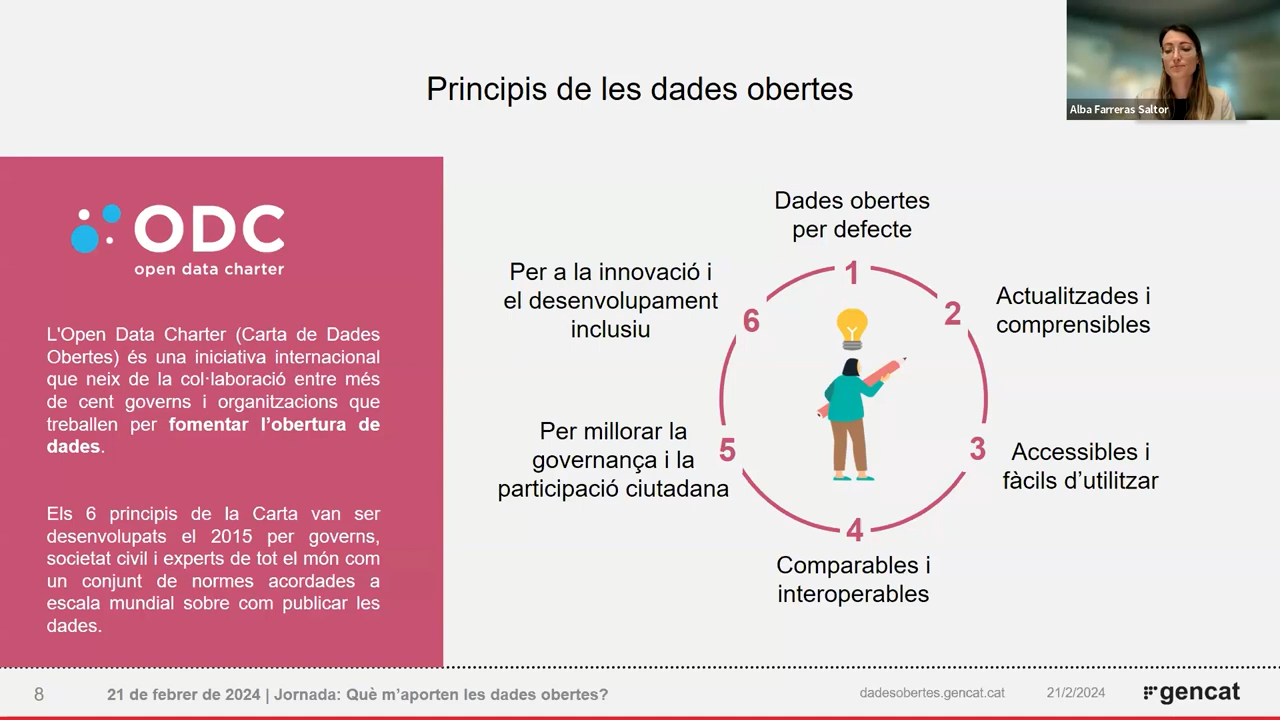 Principis de les dades obertes
Alba Farreras Saltor
ODC
open data charter
L'Open Data Charter (Carta de Dades
Obertes) és una iniciativa internacional
que neix de la col·laboració entre més
de cent governs i organitzacions que
treballen per fomentar l’obertura de
dades.
Els 6 principis de la Carta van ser
desenvolupats el 2015 per governs,
societat civil i experts de tot el món com
un conjunt de normes acordades a
escala mundial sobre com publicar les
dades.
Dades obertes
per defecte
1
Actualitzades i
comprensibles
2
Accessibles i
fàcils d’utilitzar
3
Comparables i
interoperables
4
Per millorar la
governança i la
participació ciutadana
5
Per a la innovació i
el desenvolupament
inclusiu
6
8
21 de febrer de 2024 | Jornada: Què m’aporten les dades obertes?
dadesobertes.gencat.cat
21/2/2024
gencat